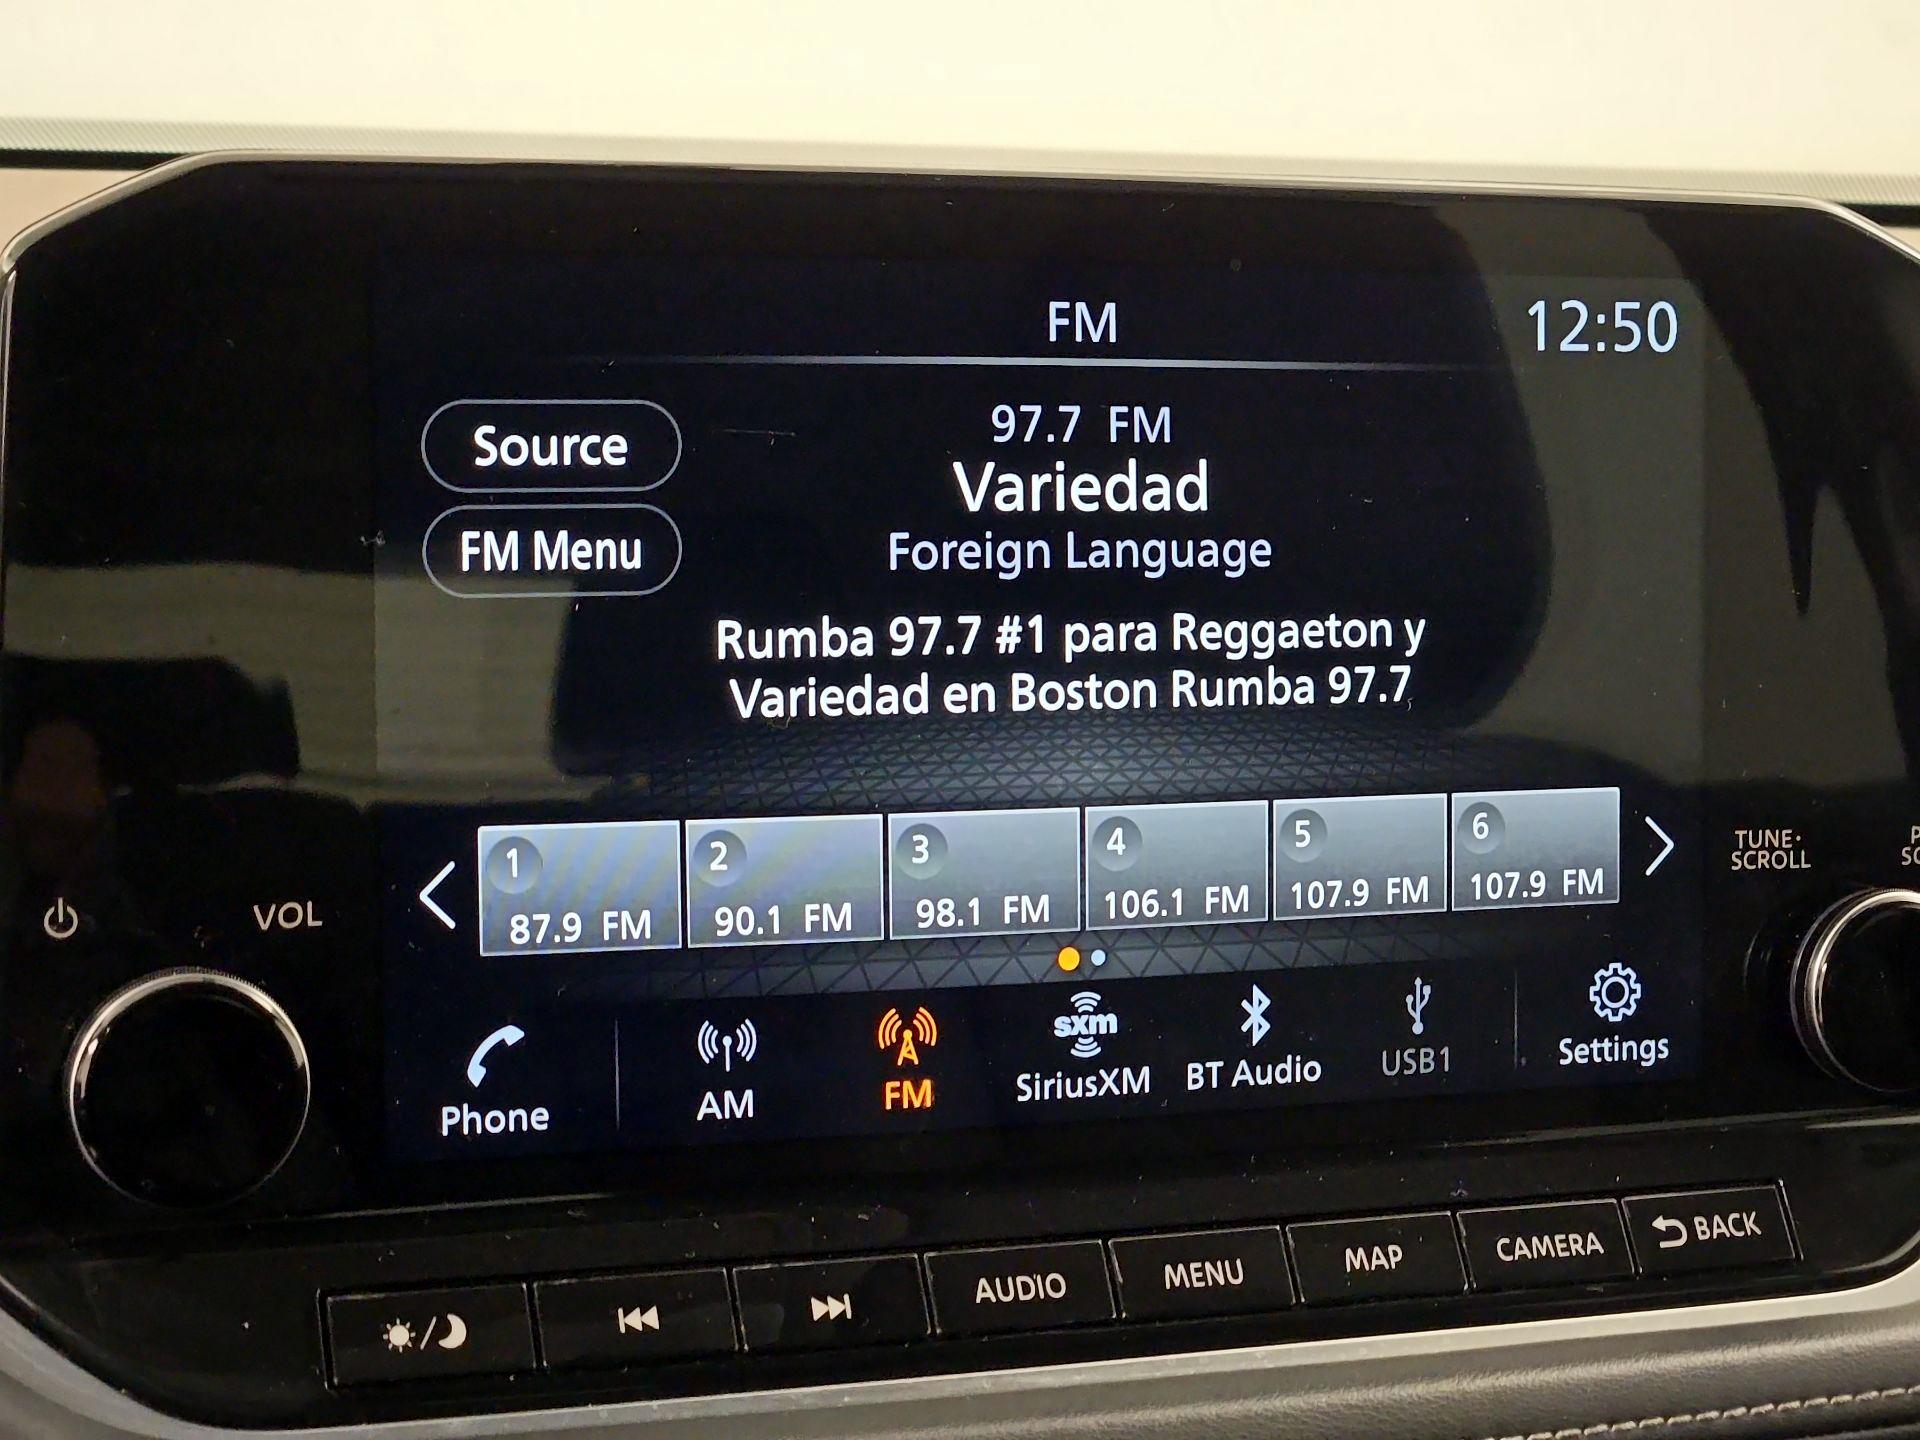 FM
12:50
Source
97.7 FM
Variedad
FM Menu
Foreign Language
Rumba 97.7 #1 para Reggaeton y
Variedad en Boston Rumba 97.7
1
87.9 FM
2
90.1 FM
3
98.1 FM
4
106.1 FM
5
107.9 FM
6
107.9 FM
VOL
TUNE·
SCROLL
Phone
AM
FM
sxm
SiriusXM
BT Audio
USB1
Settings
AUDIO
MENU
MAP
CAMERA
BACK